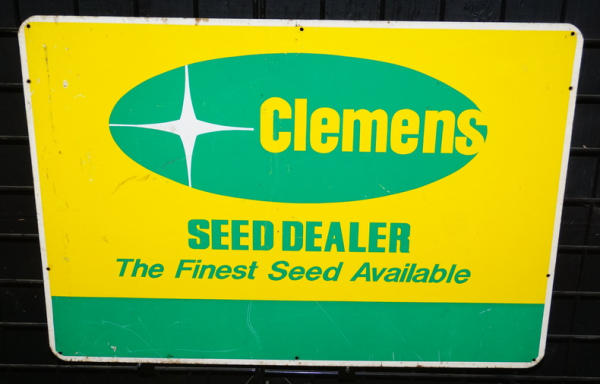 Clemens
SEED DEALER
The Finest Seed Available